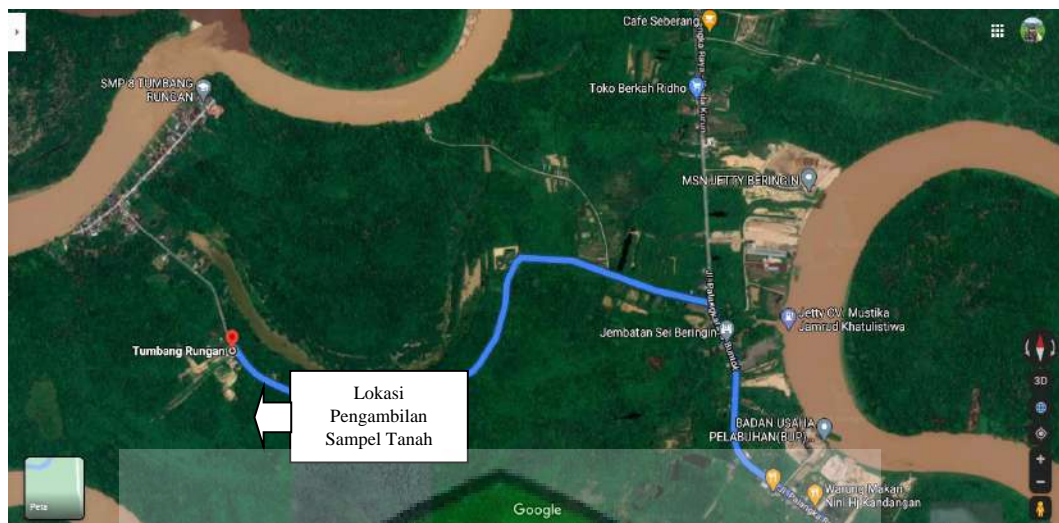 Cafe Seberang
SMP 8 TUMBANG
RUNGAN
Toko Berkah Ridho
MSN JETTY BERINGIN
Jetty CV. Mustika
Jamrud Khatulistiwa
Jembatan Sei Beringin
Tumbang Rungan
Lokasi
Pengambilan
Sampel Tanah
3D
BADAN USAHA
PELABUHAN(BUP)
Warung Makan
Nini Hj Kandangan
Peta
Google